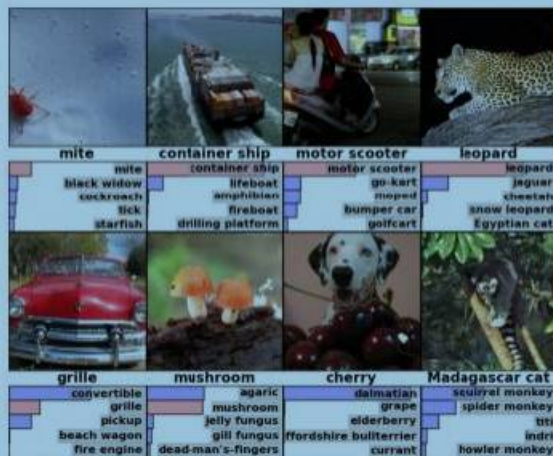 mite
container ship
motor scooter
leopard
mite
black widow
cockroach
tick
starfish
container ship
lifeboat
amphibian
fireboat
drilling platform
motor scooter
go-kart
moped
bumper car
golfcart
leopard
jaguar
cheetah
snow leopard
Egyptian cat
grille
mushroom
cherry
Madagascar cat
convertible
grille
pickup
beach wagon
fire engine
agaric
mushroom
jelly fungus
gill fungus
dead-man's-fingers
dalmatian
grape
elderberry
ffordshire bullterrier
currant
squirrel monkey
spider monkey
titi
indri
howler monkey